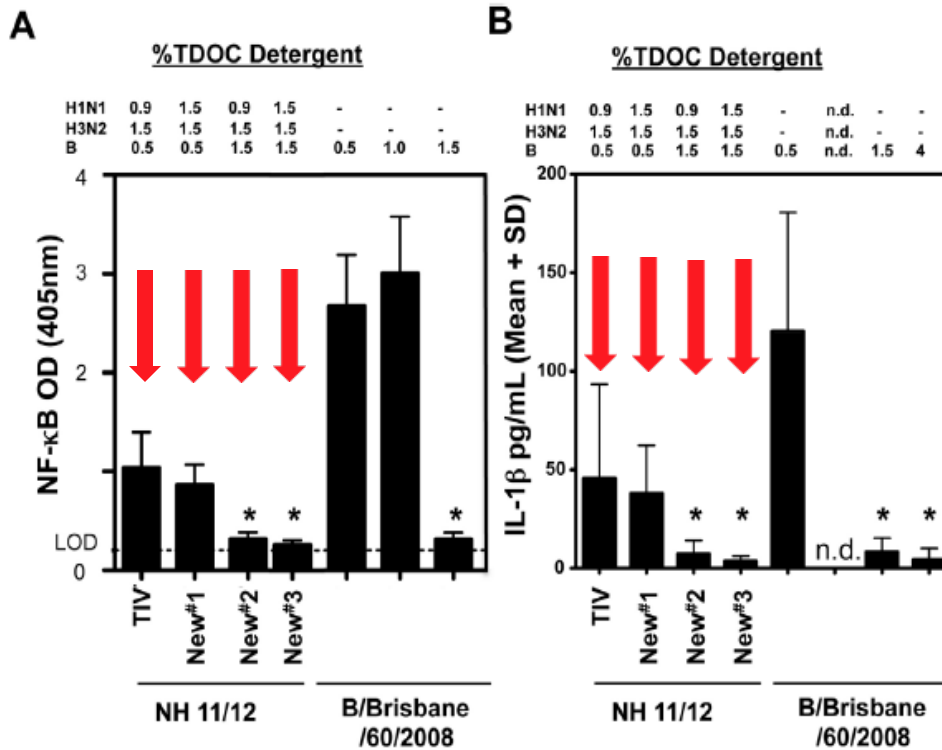 A
%TDOC Detergent
H1N1 0.9 1.5 0.9 1.5 - - -
H3N2 1.5 1.5 1.5 1.5 - - -
B 0.5 0.5 1.5 1.5 0.5 1.0 1.5
NF-κB OD (405nm)
4
3
2
LOD
0
* * *
TIV
New#1
New#2
New#3
NH 11/12
B/Brisbane
/60/2008
B
%TDOC Detergent
H1N1 0.9 1.5 0.9 1.5 - n.d. - -
H3N2 1.5 1.5 1.5 1.5 - n.d. - -
B 0.5 0.5 1.5 1.5 0.5 n.d. 1.5 4
IL-1β pg/mL (Mean + SD)
200
150
100
50
0
* * n.d. * *
TIV
New#1
New#2
New#3
NH 11/12
B/Brisbane
/60/2008